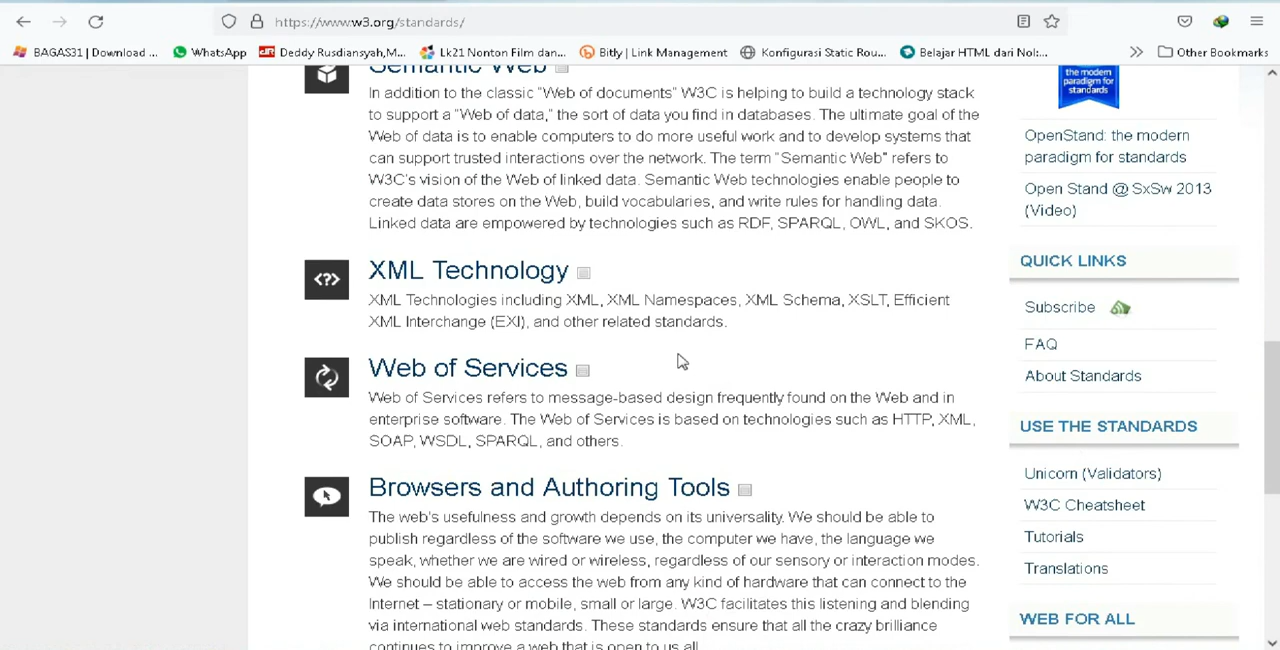 https://www.w3.org/standards/
BAGAS31 | Download ... WhatsApp Deddy Rusdiansyah,M... LK21 Nonton Film dan... Bitly | Link Management Konfigurasi Static Rou... Belajar HTML dari Nol:... Other Bookmarks
Semantic Web
In addition to the classic "Web of documents" W3C is helping to build a technology stack
to support a "Web of data," the sort of data you find in databases. The ultimate goal of the
Web of data is to enable computers to do more useful work and to develop systems that
can support trusted interactions over the network. The term "Semantic Web" refers to
W3C's vision of the Web of linked data. Semantic Web technologies enable people to
create data stores on the Web, build vocabularies, and write rules for handling data.
Linked data are empowered by technologies such as RDF, SPARQL, OWL, and SKOS.
XML Technology
XML Technologies including XML, XML Namespaces, XML Schema, XSLT, Efficient
XML Interchange (EXI), and other related standards.
Web of Services
Web of Services refers to message-based design frequently found on the Web and in
enterprise software. The Web of Services is based on technologies such as HTTP, XML,
SOAP, WSDL, SPARQL, and others.
Browsers and Authoring Tools
The web's usefulness and growth depends on its universality. We should be able to
publish regardless of the software we use, the computer we have, the language we
speak, whether we are wired or wireless, regardless of our sensory or interaction modes.
We should be able to access the web from any kind of hardware that can connect to the
Internet – stationary or mobile, small or large. W3C facilitates this listening and blending
via international web standards. These standards ensure that all the crazy brilliance
continues to improve a web that is open to us all.
the modern
paradigm for
standards
OpenStand: the modern
paradigm for standards
Open Stand @ SxSw 2013
(Video)
QUICK LINKS
Subscribe
FAQ
About Standards
USE THE STANDARDS
Unicorn (Validators)
W3C Cheatsheet
Tutorials
Translations
WEB FOR ALL